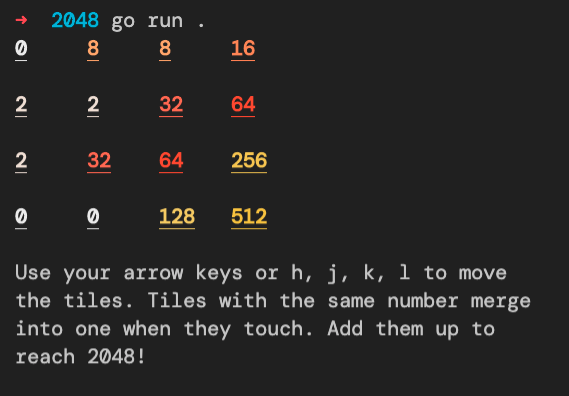 → 2048 go run .
0 8 8 16
2 2 32 64
2 32 64 256
0 0 128 512
Use your arrow keys or h, j, k, l to move
the tiles. Tiles with the same number merge
into one when they touch. Add them up to
reach 2048!